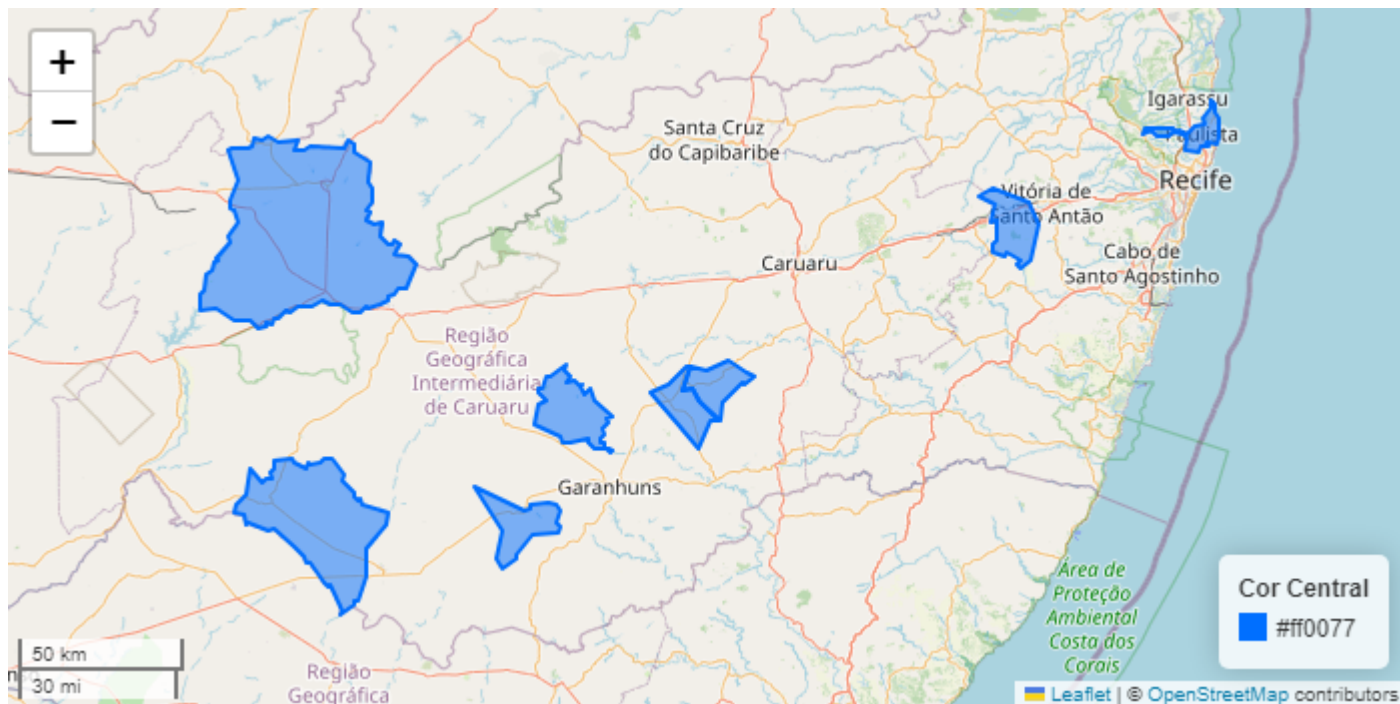 +
−
Santa Cruz
do Capibaribe
Igarassu
Paulista
Recife
Vitória de
Santo Antão
Cabo de
Santo Agostinho
Caruaru
Região
Geográfica
Intermediária
de Caruaru
Garanhuns
Área de
Proteção
Ambiental
Costa dos
Corais
Cor Central
#ff0077
50 km
30 mi
Região
Geográfica
Leaflet | © OpenStreetMap contributors